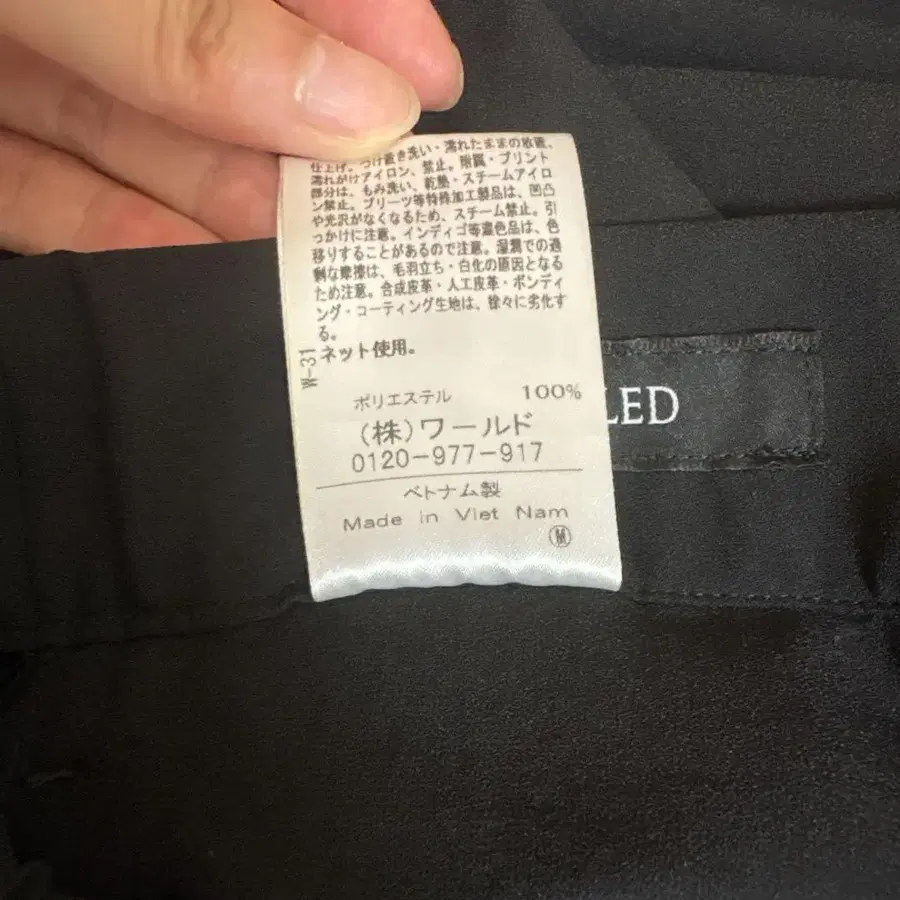 仕上げ、つけ置き洗い・濡れたままの放置、
濡れがけアイロン、禁止。附属・プリント
部分は、もみ洗い、乾燥・スチームアイロ
ン禁止。プリーツ等特殊加工製品は、凹凸
や光沢がなくなるため、スチーム禁止。引
っかけに注意。インディゴ等濃色品は、色
移りすることがあるので注意。湿潤での過
剰な摩擦は、毛羽立ち・白化の原因となる
ため注意。合成皮革・人工皮革・ボンディ
ング・コーティング生地は、徐々に劣化す
る。
ネット使用。
W-31
ポリエステル 100%
(株)ワールド
0120-977-917
ベトナム製
Made in Viet Nam
M
LED